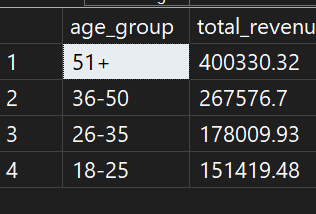 age_group total_revenu
1 51+ 400330.32
2 36-50 267576.7
3 26-35 178009.93
4 18-25 151419.48